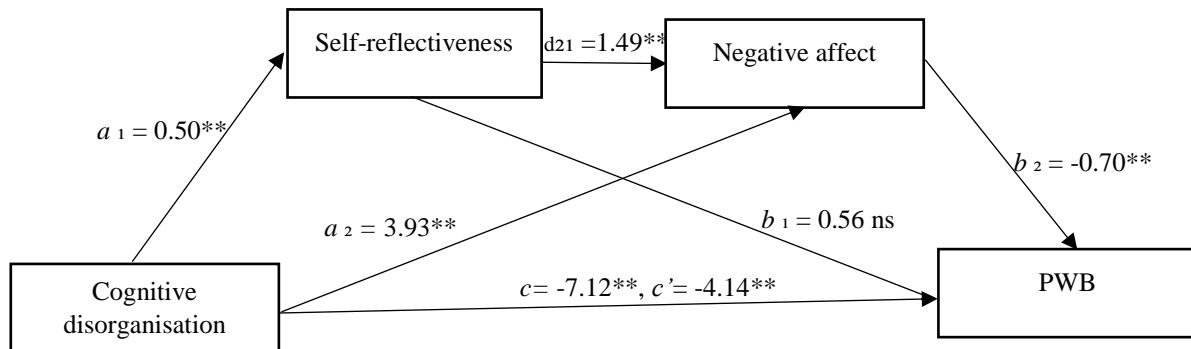 Self-reflectiveness
d21 =1.49**
Negative affect
a 1 = 0.50**
b 2 = -0.70**
a 2 = 3.93**
b 1 = 0.56 ns
Cognitive
disorganisation
c= -7.12**, c’= -4.14**
PWB